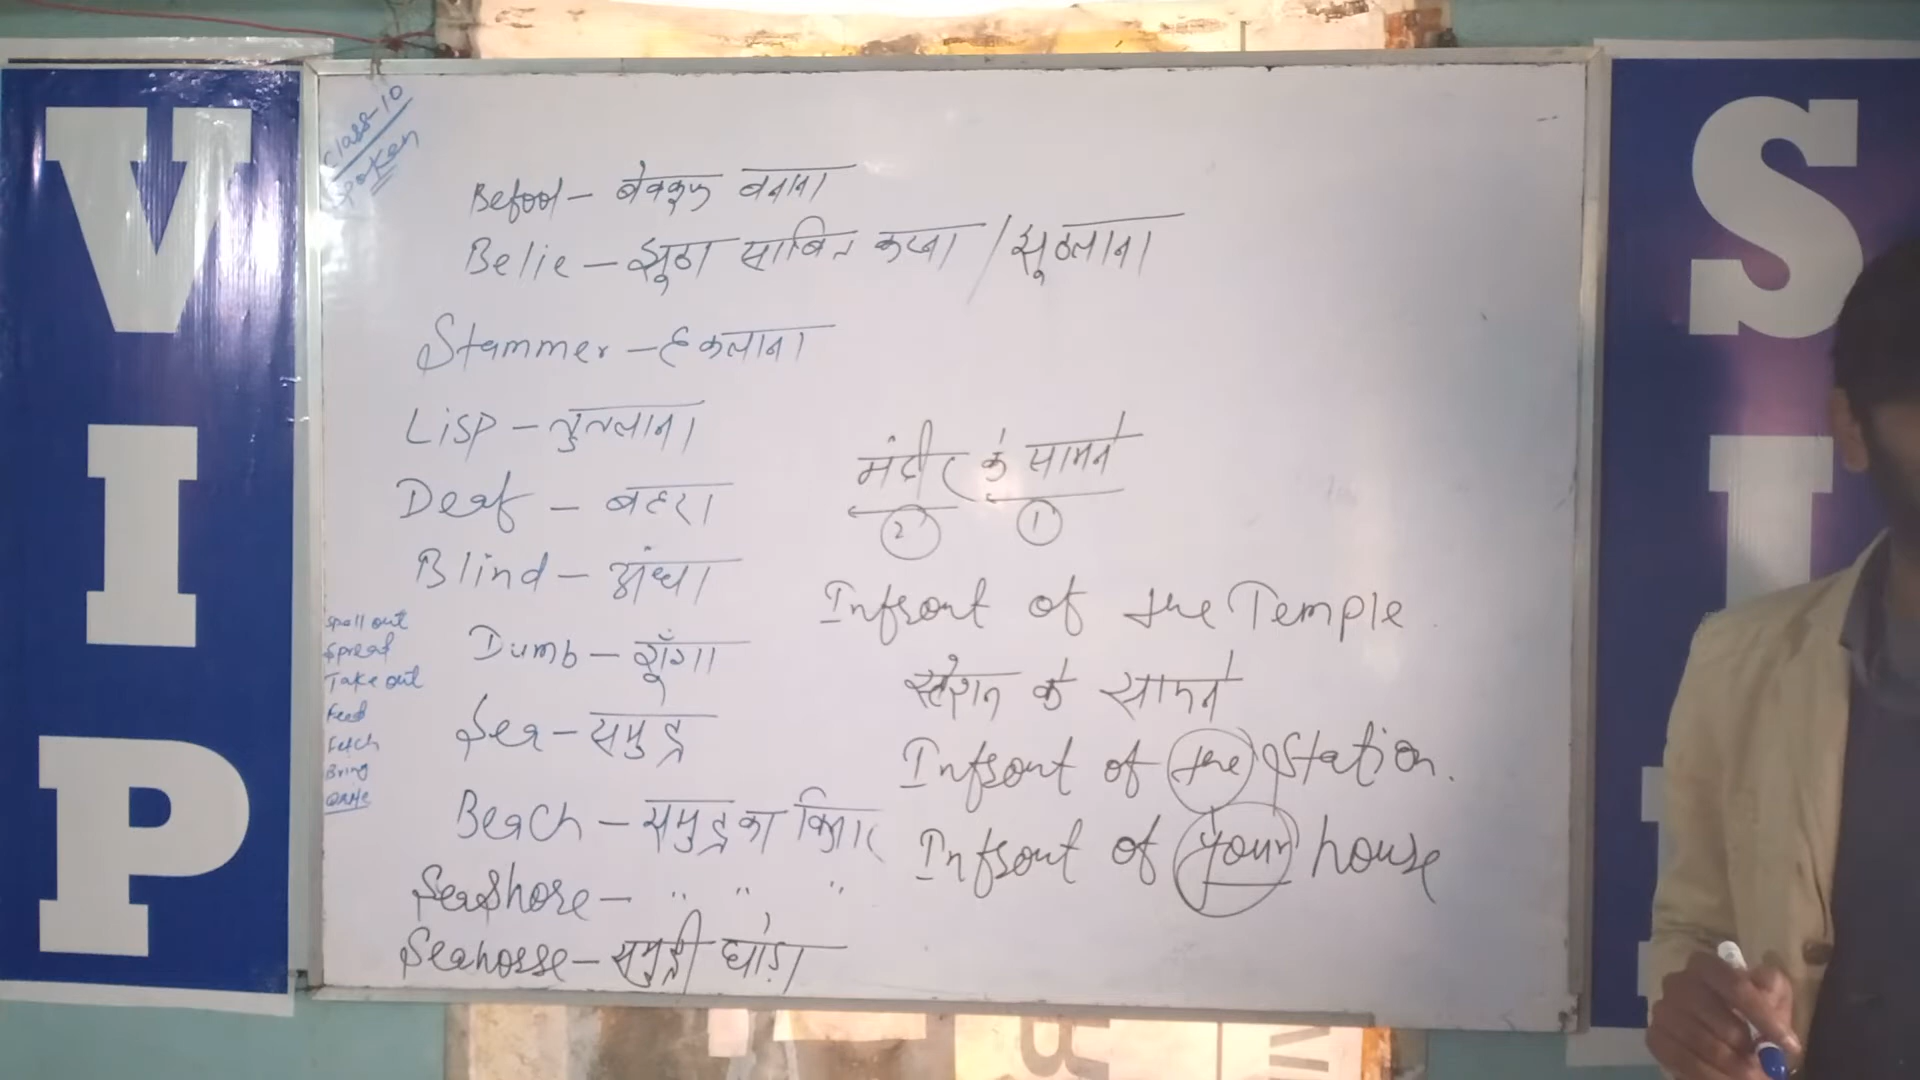 VIP
SI
Class-10
Spoken
Befool - बेवकूफ बनाना
Belie - झूठा साबित करना / झूठलाना
Stammer - हकलाना
Lisp - तुतलाना
Deaf - बहरा
Blind - अंधा
Dumb - गूँगा
Sea - समुद्र
Beach - समुद्र का किनार
Seashore - " " "
Seahorse - समुद्री घोड़ा
Spell out
Spread
Take out
Feed
Fetch
Bring
मंदीर के सामने
2 1
Infront of the Temple.
स्टेशन के सामने
Infront of the Station.
Infront of your house